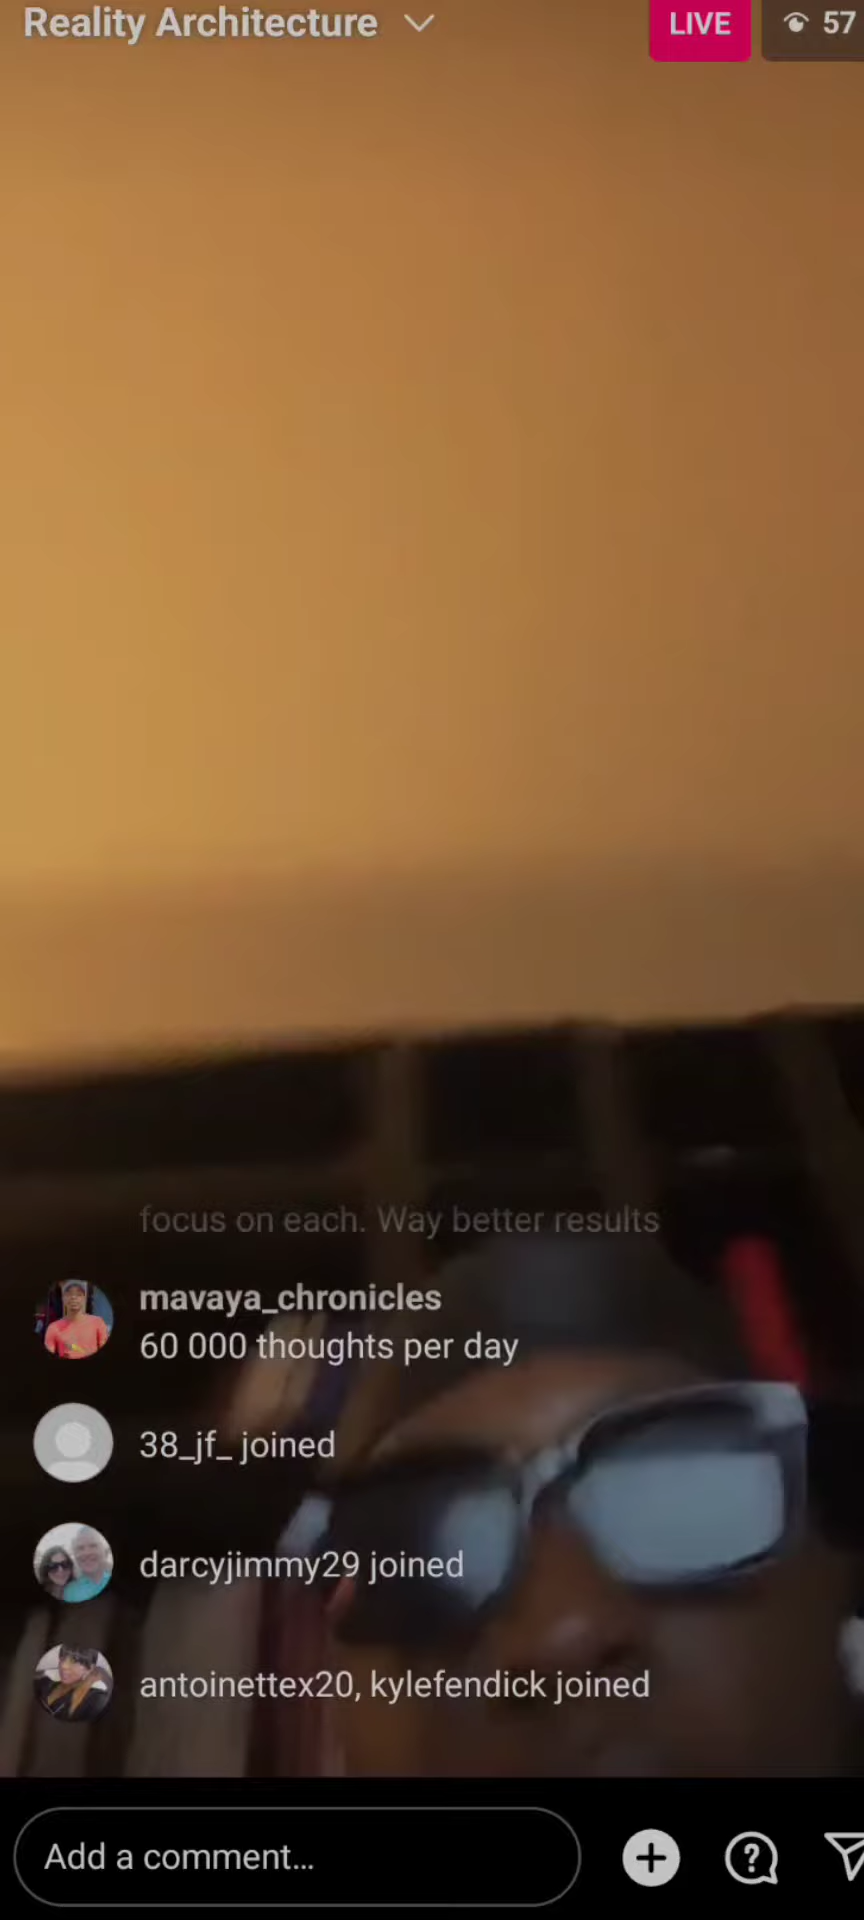 Reality Architecture
LIVE
57
focus on each. Way better results
mavaya_chronicles
60 000 thoughts per day
38_jf_ joined
darcyjimmy29 joined
antoinettex20, kylefendick joined
Add a comment...